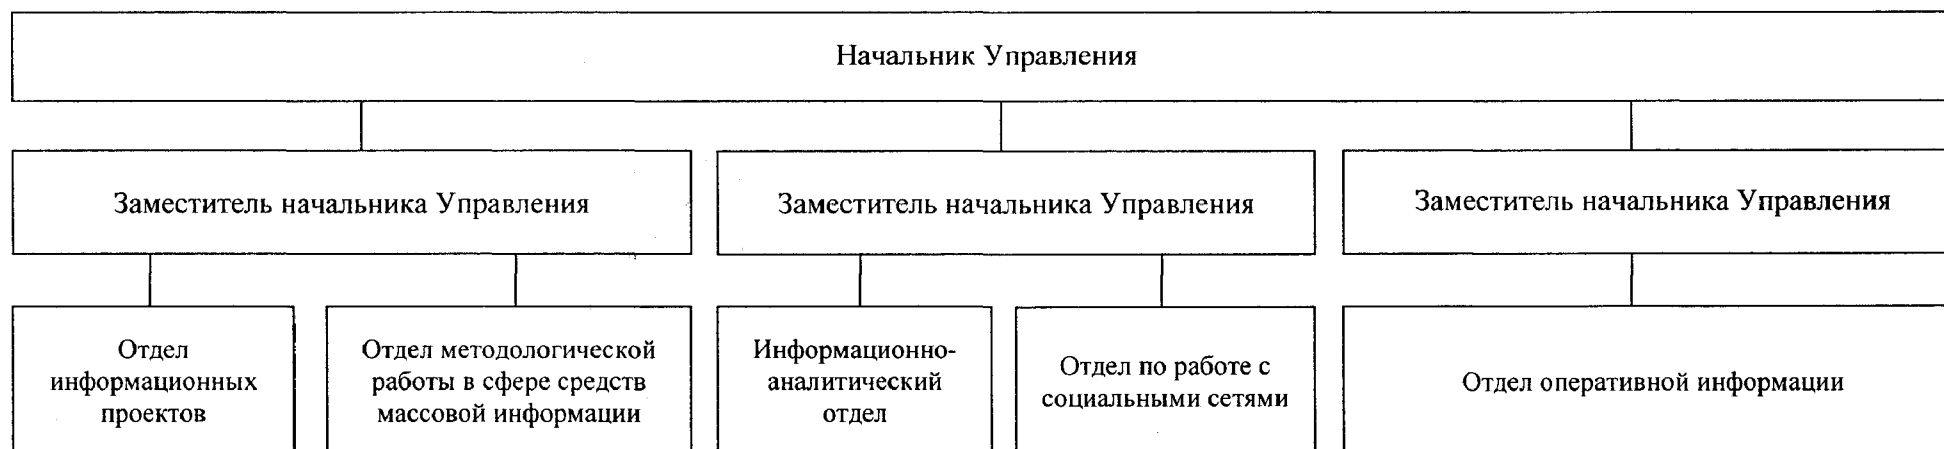 Начальник Управления
Заместитель начальника Управления
Заместитель начальника Управления
Заместитель начальника Управления
Отдел
информационных
проектов
Отдел методологической
работы в сфере средств
массовой информации
Информационно-
аналитический
отдел
Отдел по работе с
социальными сетями
Отдел оперативной информации